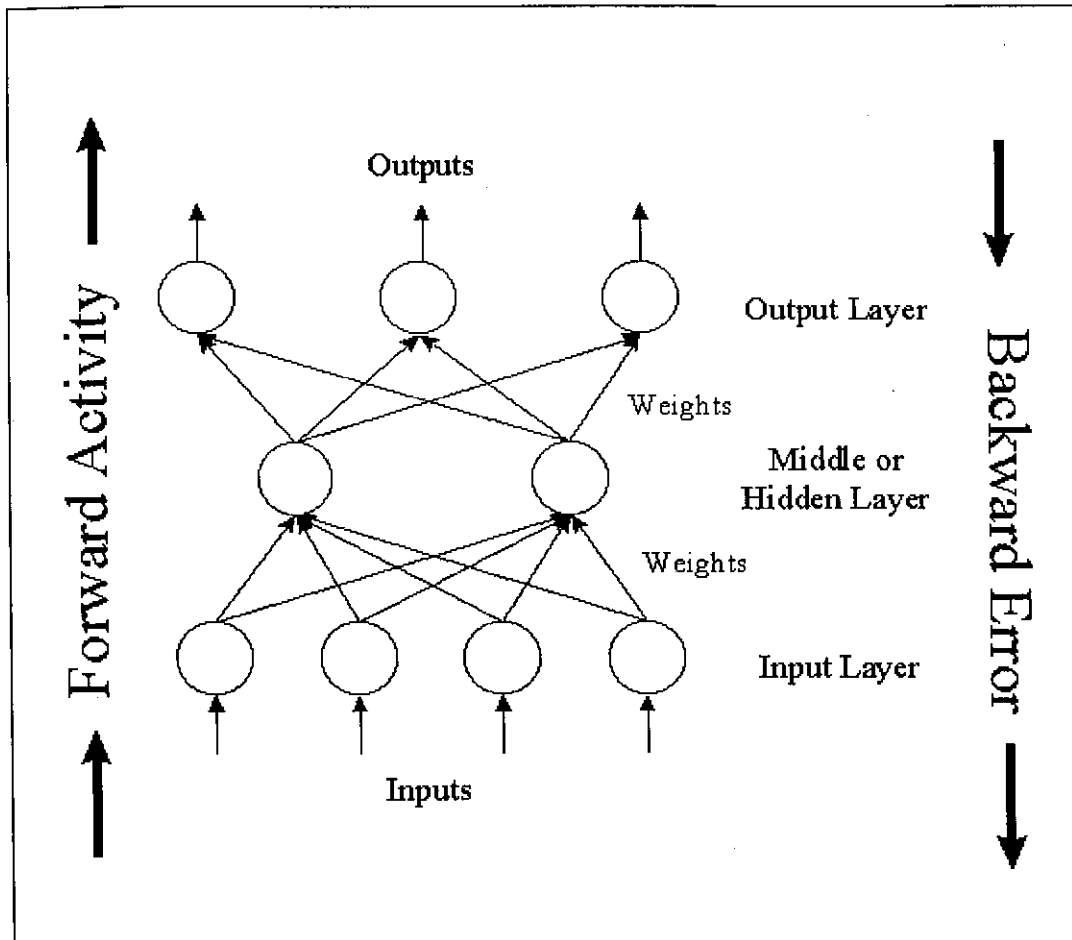 Outputs
Output Layer
Weights
Middle or
Hidden Layer
Weights
Input Layer
Inputs
Forward Activity
Backward Error